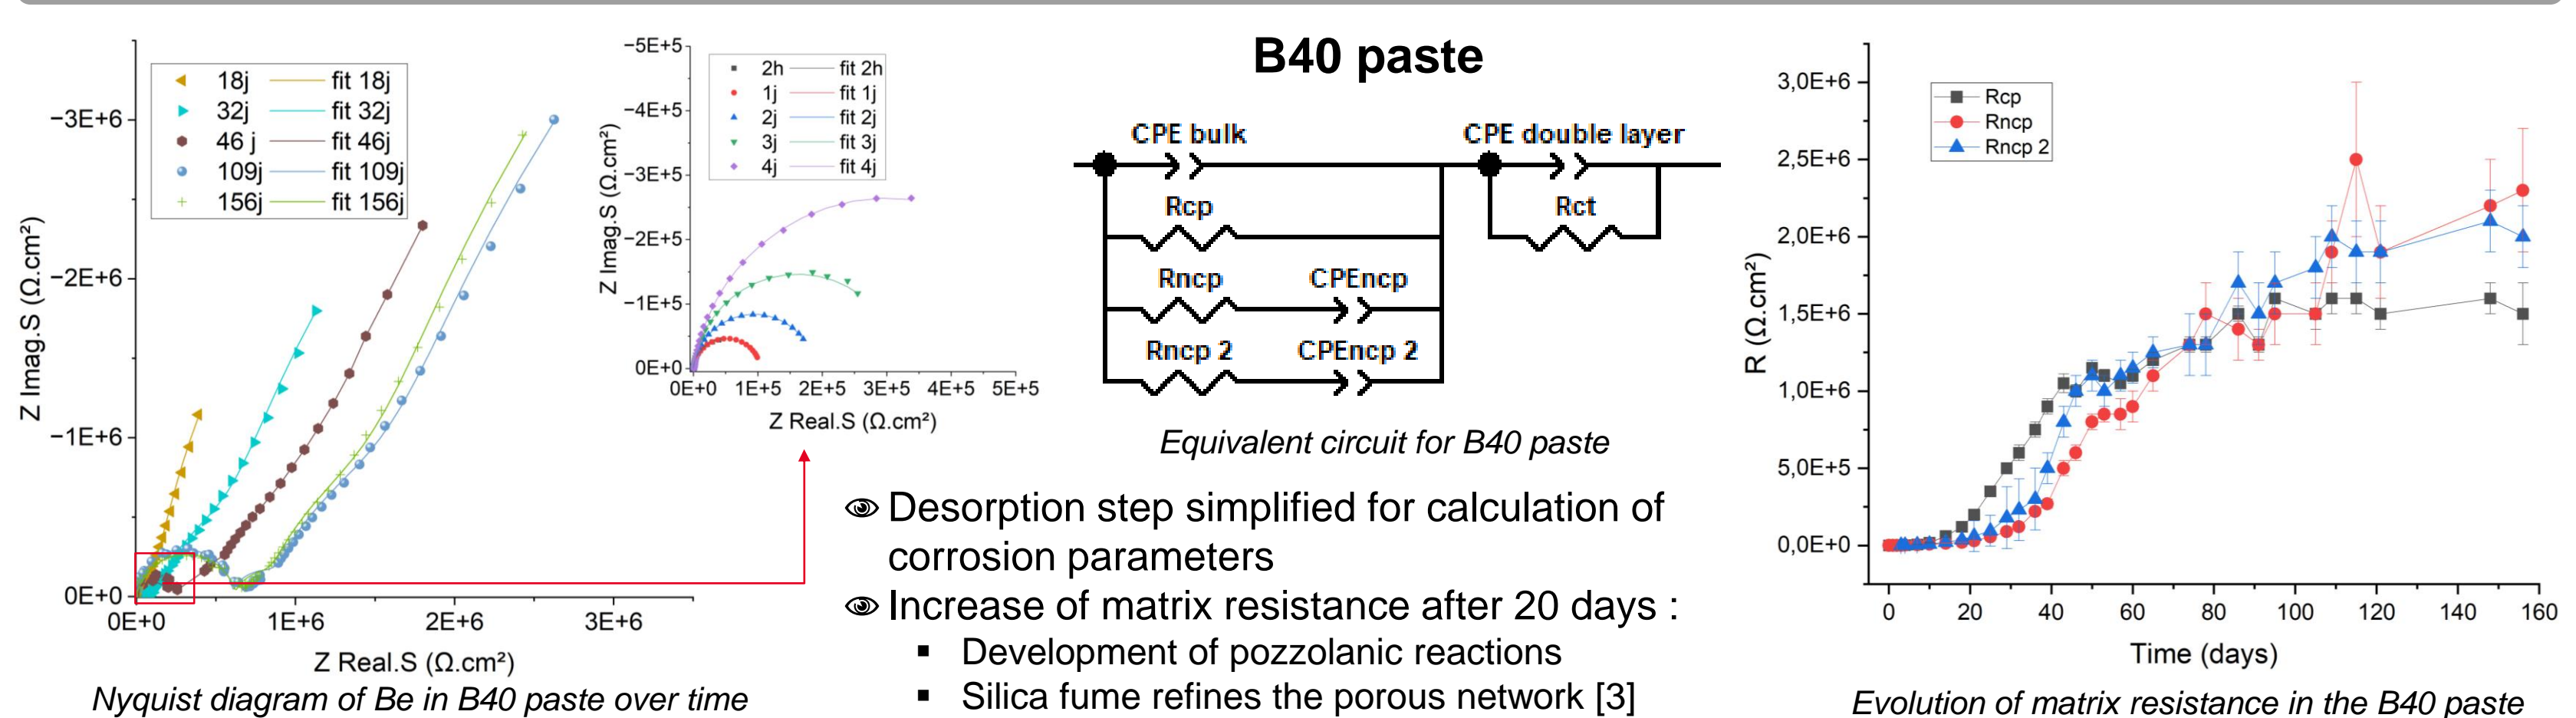 B40 paste
18j fit 18j
32j fit 32j
46 j fit 46j
109j fit 109j
156j fit 156j
Z Imag.S (Ω.cm²)
−3E+6
−2E+6
−1E+6
0E+0
0E+0 1E+6 2E+6 3E+6
Z Real.S (Ω.cm²)
Nyquist diagram of Be in B40 paste over time
2h fit 2h
1j fit 1j
2j fit 2j
3j fit 3j
4j fit 4j
Z Imag.S (Ω.cm²)
−5E+5
−4E+5
−3E+5
−2E+5
−1E+5
0E+0
0E+0 1E+5 2E+5 3E+5 4E+5 5E+5
Z Real.S (Ω.cm²)
CPE bulk CPE double layer
Rcp Rct
Rncp CPEncp
Rncp 2 CPEncp 2
Equivalent circuit for B40 paste
Desorption step simplified for calculation of
corrosion parameters
Increase of matrix resistance after 20 days :
▪ Development of pozzolanic reactions
▪ Silica fume refines the porous network [3]
Rcp
Rncp
Rncp 2
R (Ω.cm²)
3,0E+6
2,5E+6
2,0E+6
1,5E+6
1,0E+6
5,0E+5
0,0E+0
0 20 40 60 80 100 120 140 160
Time (days)
Evolution of matrix resistance in the B40 paste